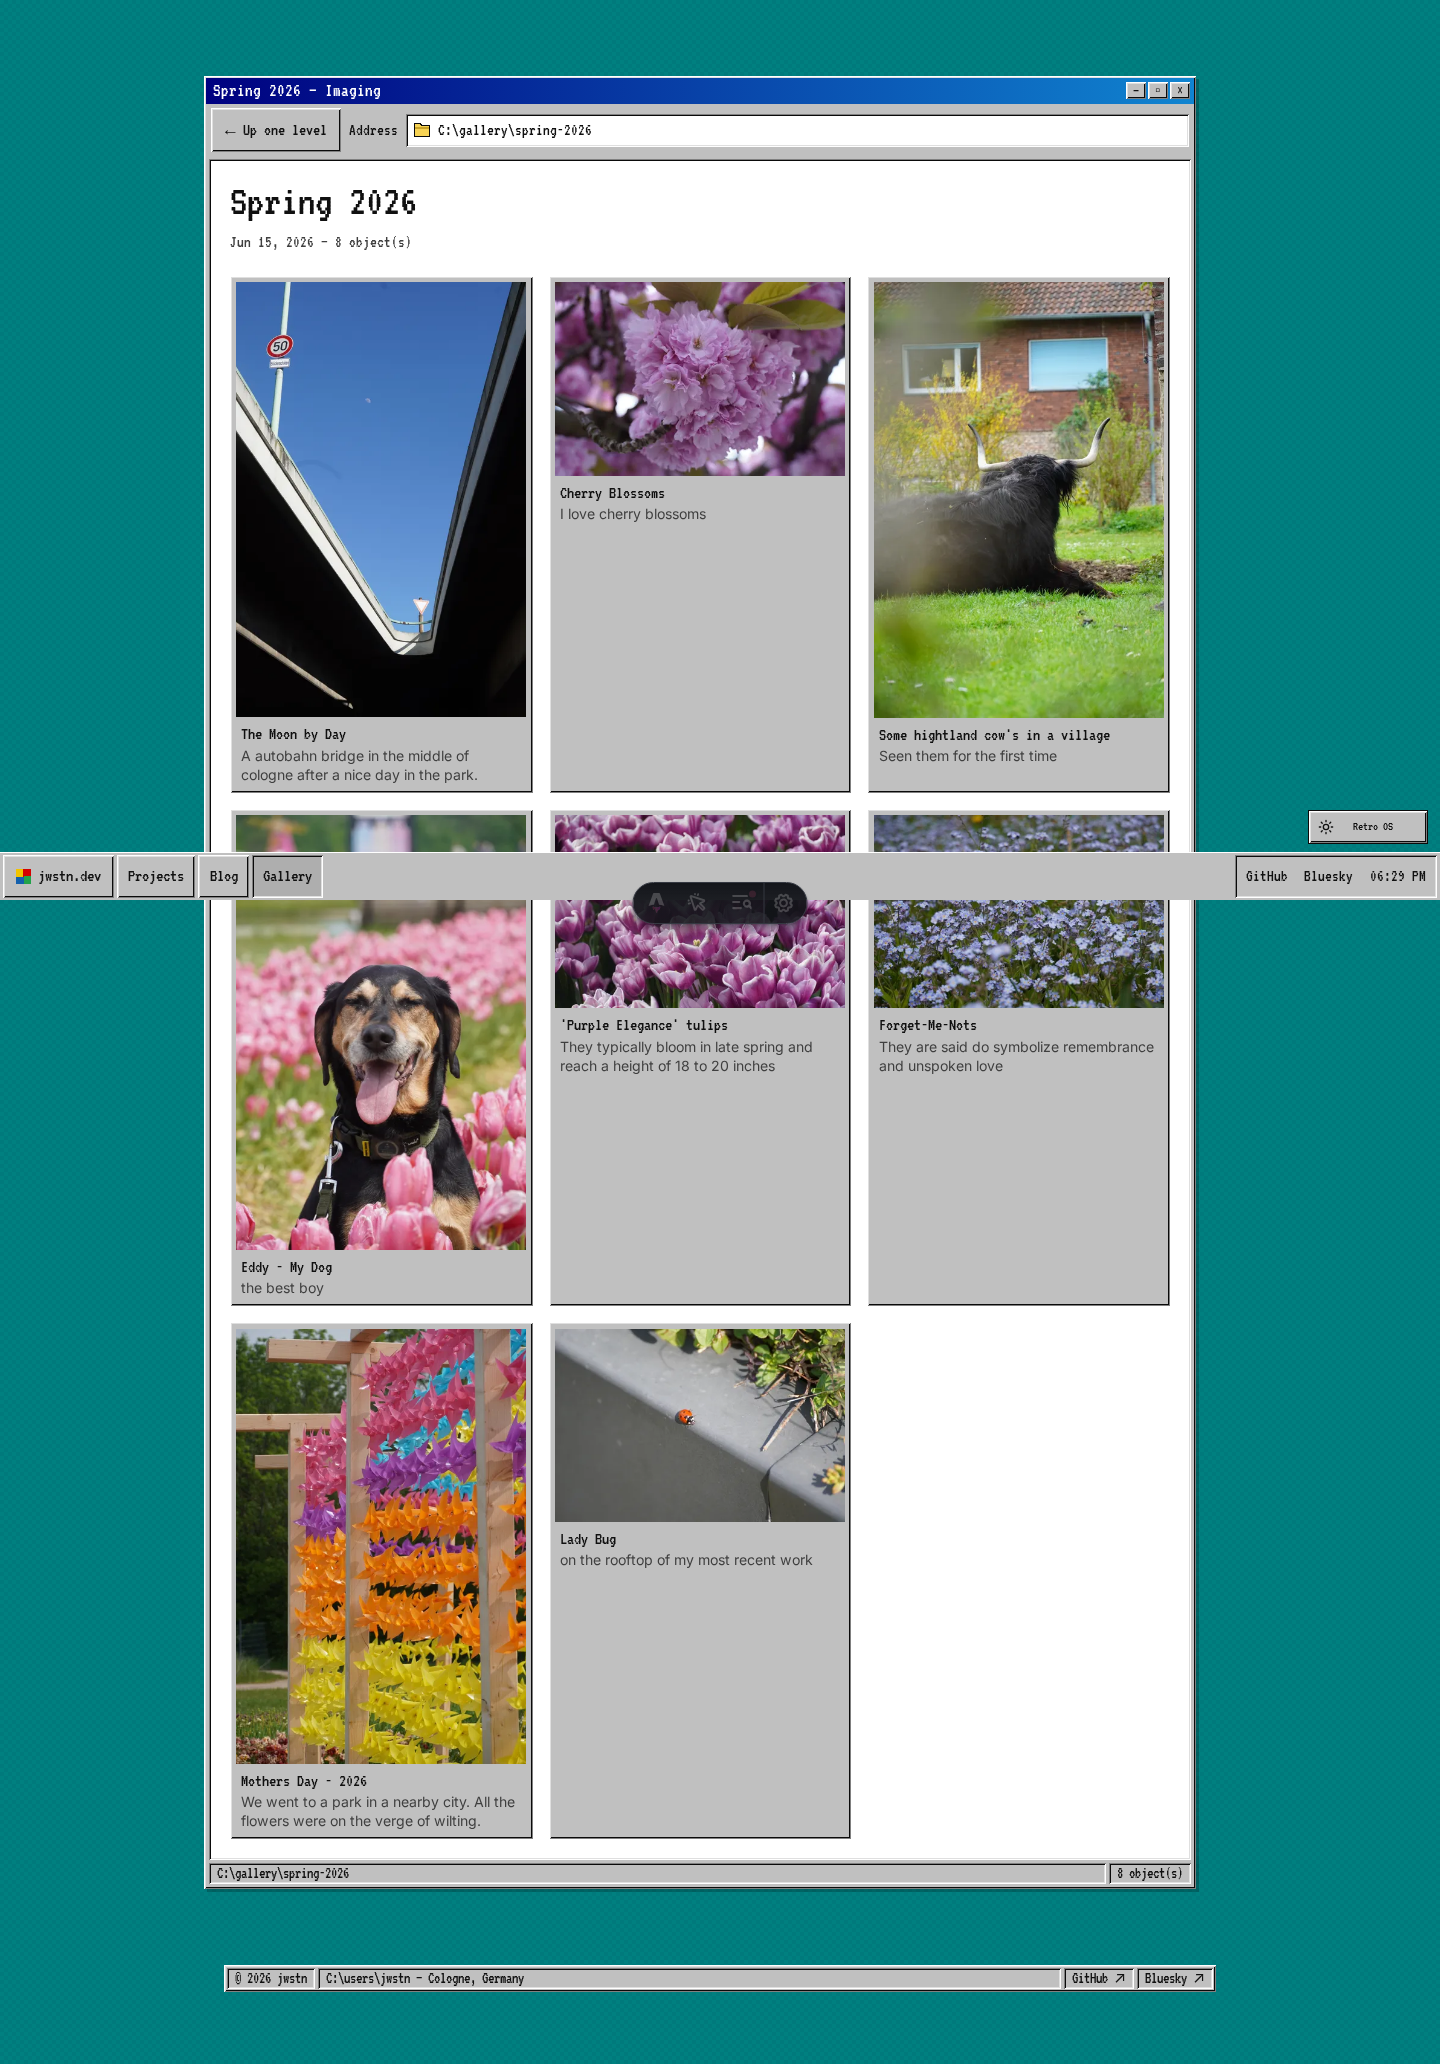 Spring 2026 — Imaging
← Up one level
Address
C:\gallery\spring-2026
Spring 2026
Jun 15, 2026 — 8 object(s)
50
The Moon by Day
A autobahn bridge in the middle of
cologne after a nice day in the park.
Cherry Blossoms
I love cherry blossoms
Some hightland cow's in a village
Seen them for the first time
Retro OS
jwstn.dev
Projects
Blog
Gallery
GitHub
Bluesky
06:29 PM
Eddy - My Dog
the best boy
'Purple Elegance' tulips
They typically bloom in late spring and
reach a height of 18 to 20 inches
Forget-Me-Nots
They are said do symbolize remembrance
and unspoken love
Mothers Day - 2026
We went to a park in a nearby city. All the
flowers were on the verge of wilting.
Lady Bug
on the rooftop of my most recent work
C:\gallery\spring-2026
8 object(s)
© 2026 jwstn
C:\users\jwstn — Cologne, Germany
GitHub ↗
Bluesky ↗